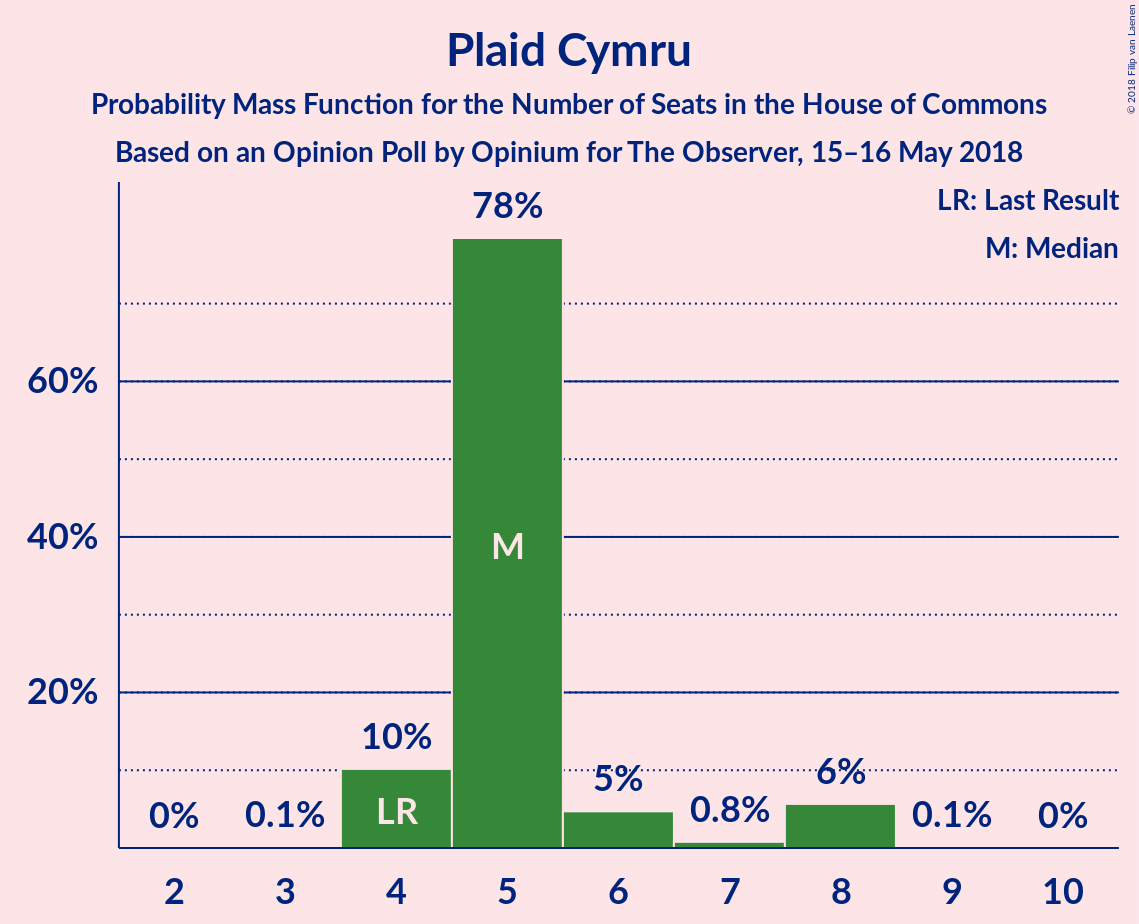 Plaid Cymru
Probability Mass Function for the Number of Seats in the House of Commons
Based on an Opinion Poll by Opinium for The Observer, 15–16 May 2018
© 2018 Filip van Laenen
LR: Last Result
M: Median
78%
60%
40%
20%
M
10%
LR
0%
0.1%
5%
0.8%
6%
0.1%
0%
2 3 4 5 6 7 8 9 10